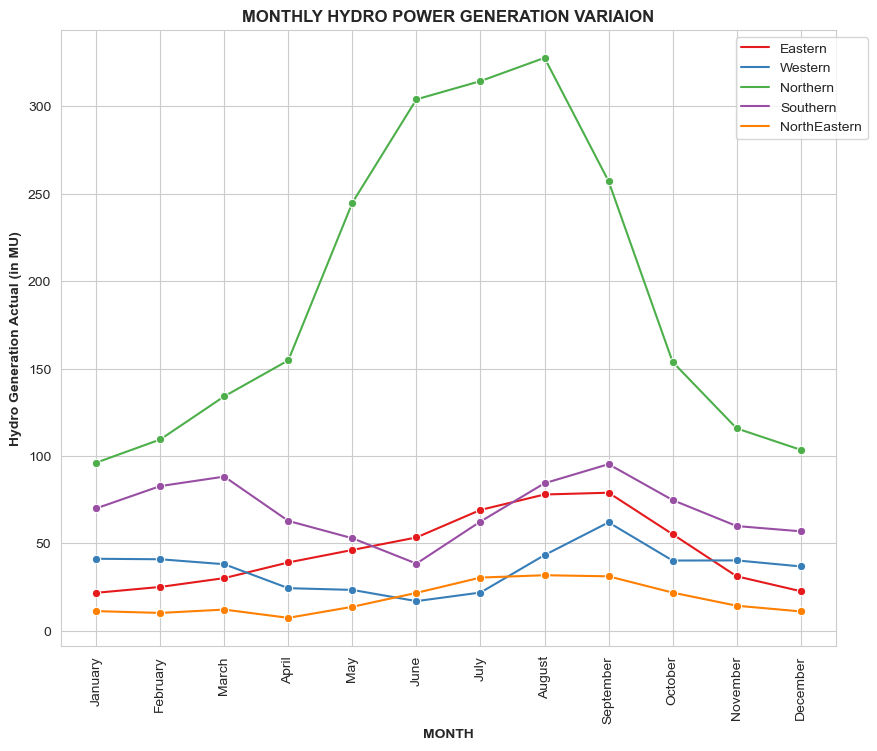 MONTHLY HYDRO POWER GENERATION VARIAION
Eastern
Western
Northern
Southern
NorthEastern
Hydro Generation Actual (in MU)
300
250
200
150
100
50
0
January
February
March
April
May
June
July
August
September
October
November
December
MONTH